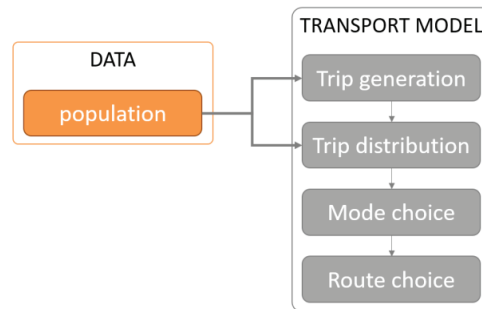 TRANSPORT MODEL
DATA
Trip generation
population
Trip distribution
Mode choice
Route choice